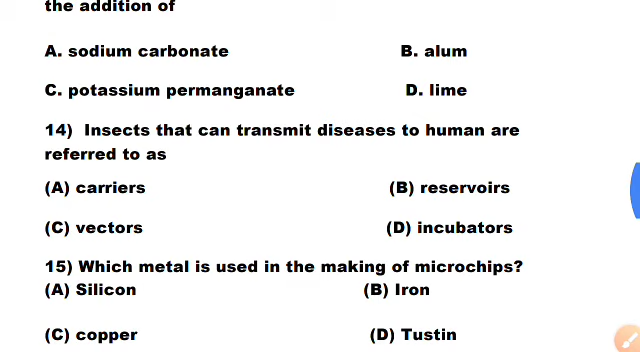 the addition of
A. sodium carbonate B. alum
C. potassium permanganate D. lime
14) Insects that can transmit diseases to human are
referred to as
(A) carriers (B) reservoirs
(C) vectors (D) incubators
15) Which metal is used in the making of microchips?
(A) Silicon (B) Iron
(C) copper (D) Tustin